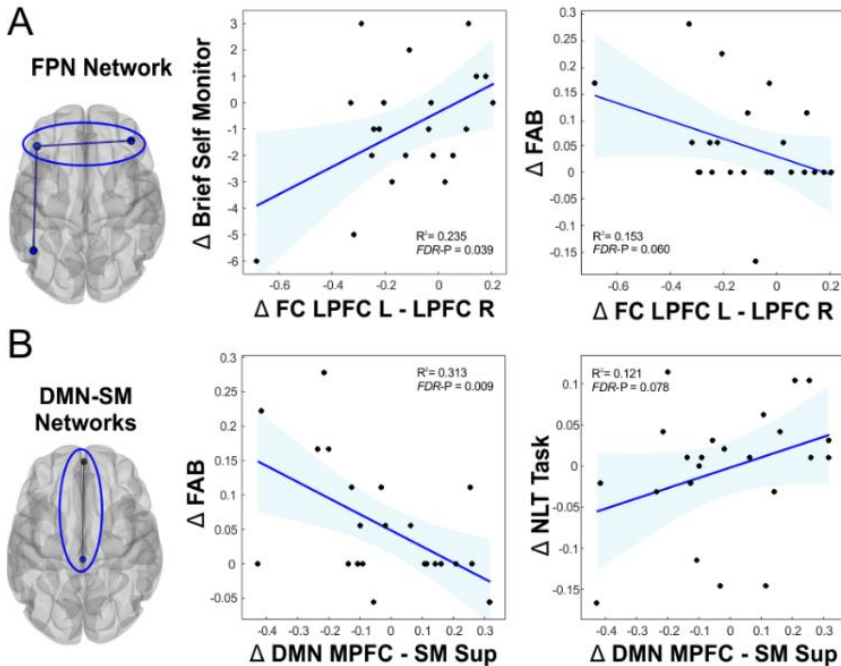 A
FPN Network
Δ Brief Self Monitor
3
2
1
0
-1
-2
-3
-4
-5
-6
R²= 0.235
FDR-P = 0.039
-0.6
-0.4
-0.2
0
0.2
Δ FC LPFC L - LPFC R
Δ FAB
0.3
0.25
0.2
0.15
0.1
0.05
0
0.05
-0.1
-0.15
R²= 0.153
FDR-P = 0.060
-0.6
-0.4
-0.2
0
0.2
Δ FC LPFC L - LPFC R
B
DMN-SM
Networks
Δ FAB
0.3
0.25
0.2
0.15
0.1
0.05
0
-0.05
R²= 0.313
FDR-P = 0.009
-0.4
-0.3
-0.2
-0.1
0
0.1
0.2
0.3
Δ DMN MPFC - SM Sup
Δ NLT Task
0.1
0.05
0
-0.05
-0.1
-0.15
R²= 0.121
FDR-P = 0.078
-0.4
-0.3
-0.2
-0.1
0
0.1
0.2
0.3
Δ DMN MPFC - SM Sup